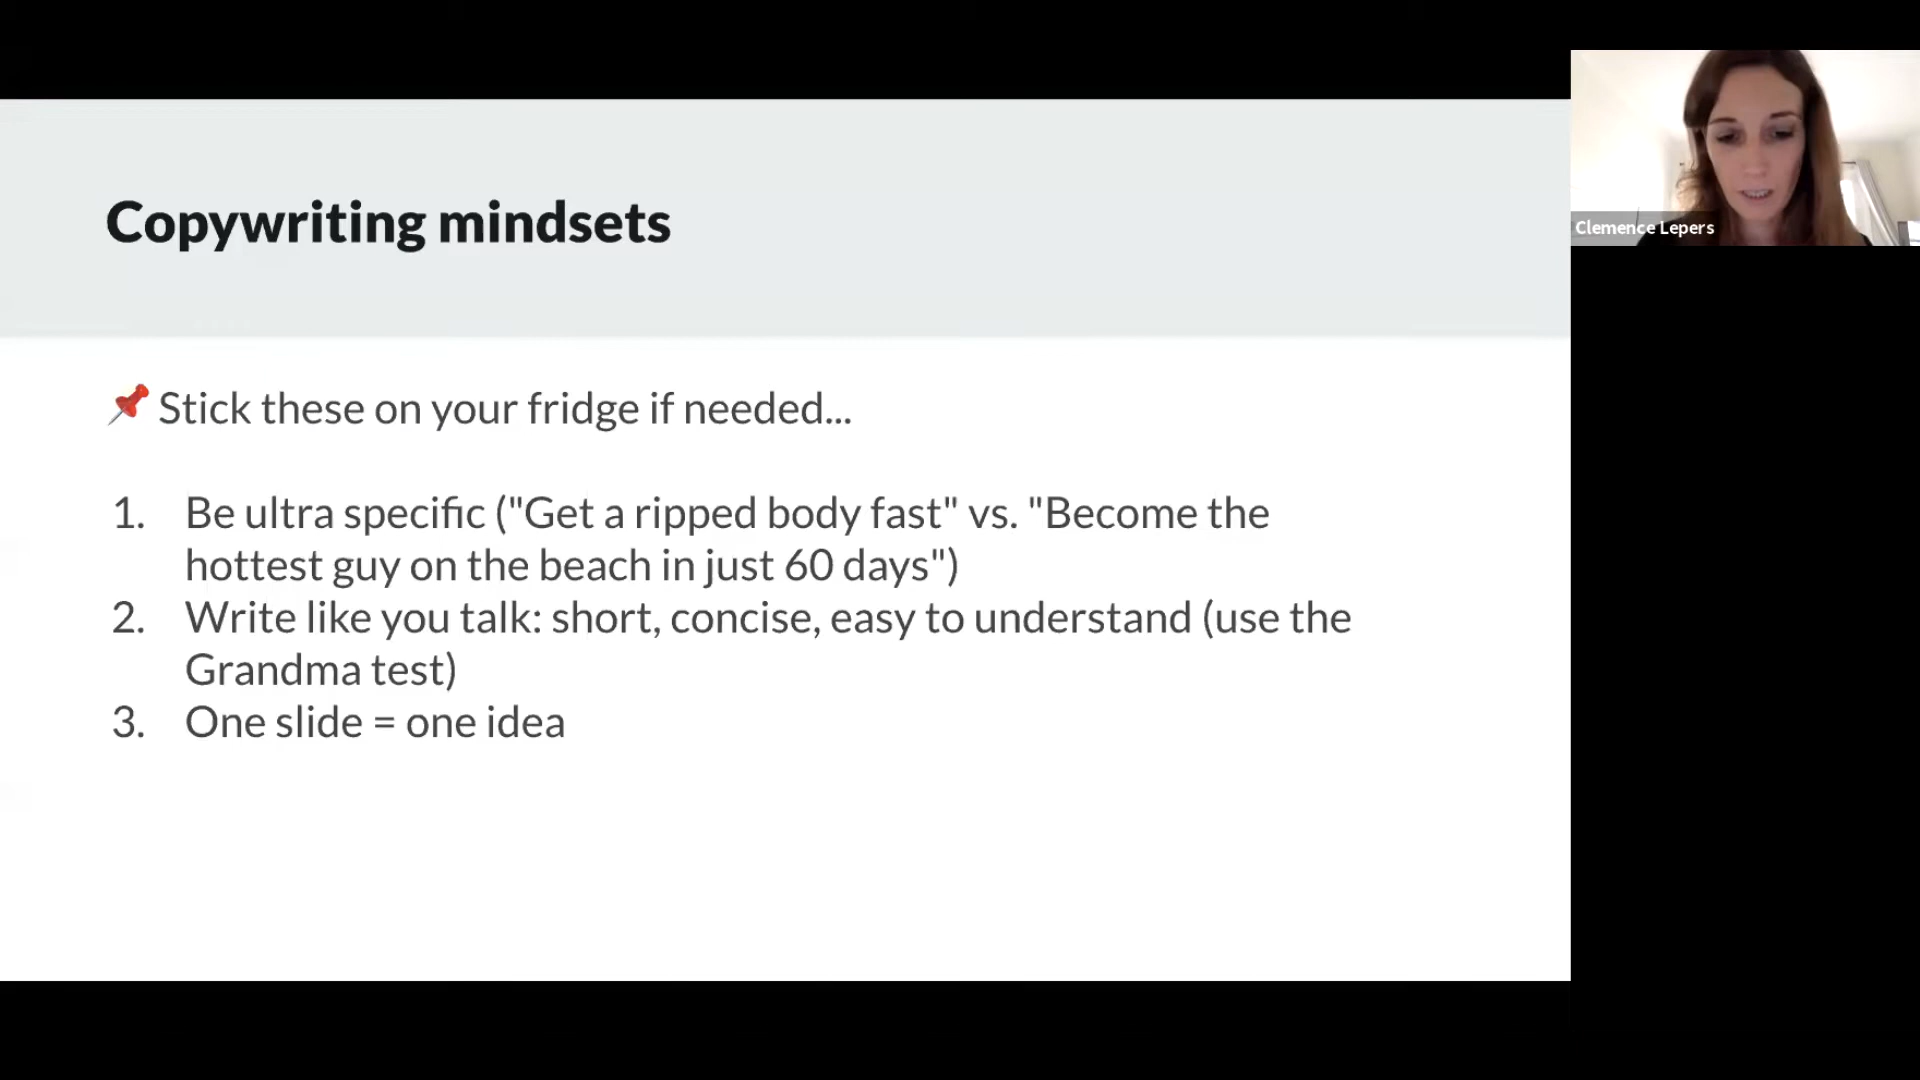 Copywriting mindsets
📌 Stick these on your fridge if needed...
1. Be ultra specific ("Get a ripped body fast" vs. "Become the
hottest guy on the beach in just 60 days")
2. Write like you talk: short, concise, easy to understand (use the
Grandma test)
3. One slide = one idea
Clemence Lepers